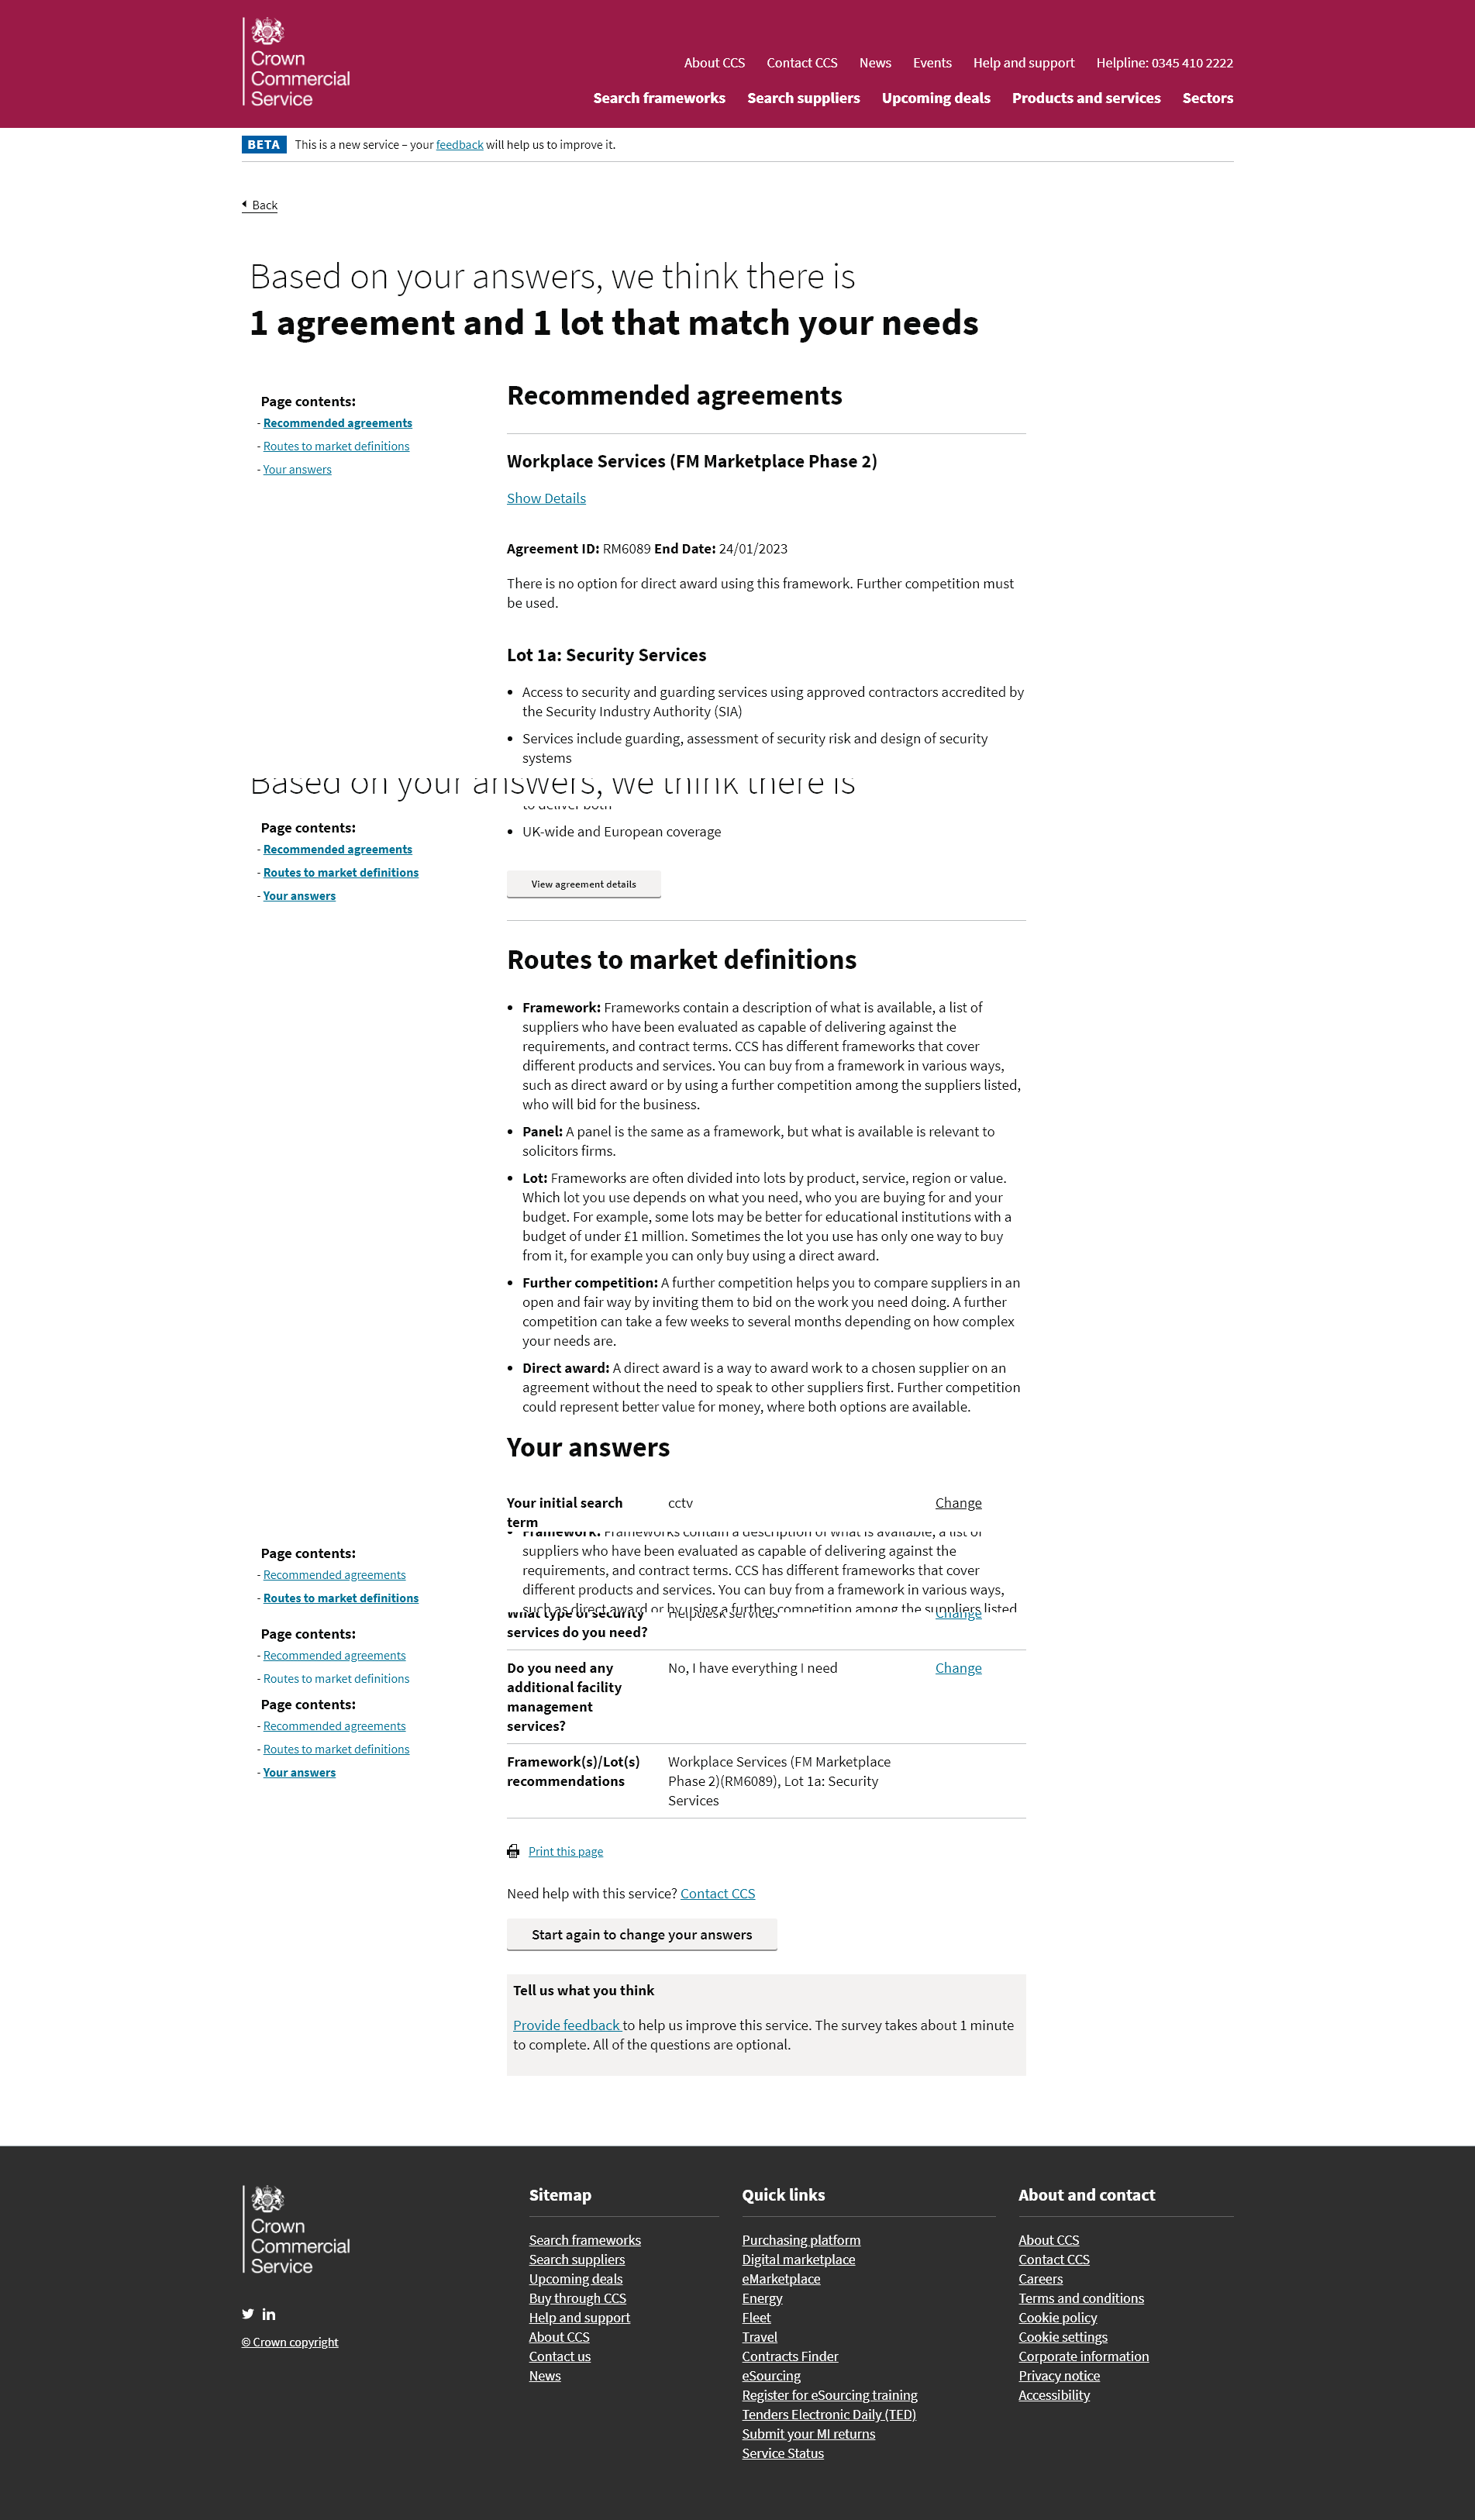 Crown
Commercial
Service
About CCS Contact CCS News Events Help and support Helpline: 0345 410 2222
Search frameworks Search suppliers Upcoming deals Products and services Sectors
BETA This is a new service – your feedback will help us to improve it.
Back
Based on your answers, we think there is
1 agreement and 1 lot that match your needs
Page contents:
- Recommended agreements
- Routes to market definitions
- Your answers
Recommended agreements
Workplace Services (FM Marketplace Phase 2)
Show Details
Agreement ID: RM6089 End Date: 24/01/2023
There is no option for direct award using this framework. Further competition must
be used.
Lot 1a: Security Services
• Access to security and guarding services using approved contractors accredited by
the Security Industry Authority (SIA)
• Services include guarding, assessment of security risk and design of security
systems
Based on your answers, we think there is
to deliver both
• UK-wide and European coverage
Page contents:
- Recommended agreements
- Routes to market definitions
- Your answers
View agreement details
Routes to market definitions
• Framework: Frameworks contain a description of what is available, a list of
suppliers who have been evaluated as capable of delivering against the
requirements, and contract terms. CCS has different frameworks that cover
different products and services. You can buy from a framework in various ways,
such as direct award or by using a further competition among the suppliers listed,
who will bid for the business.
• Panel: A panel is the same as a framework, but what is available is relevant to
solicitors firms.
• Lot: Frameworks are often divided into lots by product, service, region or value.
Which lot you use depends on what you need, who you are buying for and your
budget. For example, some lots may be better for educational institutions with a
budget of under £1 million. Sometimes the lot you use has only one way to buy
from it, for example you can only buy using a direct award.
• Further competition: A further competition helps you to compare suppliers in an
open and fair way by inviting them to bid on the work you need doing. A further
competition can take a few weeks to several months depending on how complex
your needs are.
• Direct award: A direct award is a way to award work to a chosen supplier on an
agreement without the need to speak to other suppliers first. Further competition
could represent better value for money, where both options are available.
Your answers
Your initial search cctv Change
term
• Framework: Frameworks contain a description of what is available, a list of
suppliers who have been evaluated as capable of delivering against the
requirements, and contract terms. CCS has different frameworks that cover
different products and services. You can buy from a framework in various ways,
such as direct award or by using a further competition among the suppliers listed
Page contents:
- Recommended agreements
- Routes to market definitions
What type of security Helpdesk services Change
services do you need?
Page contents:
- Recommended agreements
- Routes to market definitions
Do you need any No, I have everything I need Change
additional facility
management
services?
Page contents:
- Recommended agreements
- Routes to market definitions
- Your answers
Framework(s)/Lot(s) Workplace Services (FM Marketplace
recommendations Phase 2)(RM6089), Lot 1a: Security
Services
Print this page
Need help with this service? Contact CCS
Start again to change your answers
Tell us what you think
Provide feedback to help us improve this service. The survey takes about 1 minute
to complete. All of the questions are optional.
Crown
Commercial
Service
© Crown copyright
Sitemap
Search frameworks
Search suppliers
Upcoming deals
Buy through CCS
Help and support
About CCS
Contact us
News
Quick links
Purchasing platform
Digital marketplace
eMarketplace
Energy
Fleet
Travel
Contracts Finder
eSourcing
Register for eSourcing training
Tenders Electronic Daily (TED)
Submit your MI returns
Service Status
About and contact
About CCS
Contact CCS
Careers
Terms and conditions
Cookie policy
Cookie settings
Corporate information
Privacy notice
Accessibility